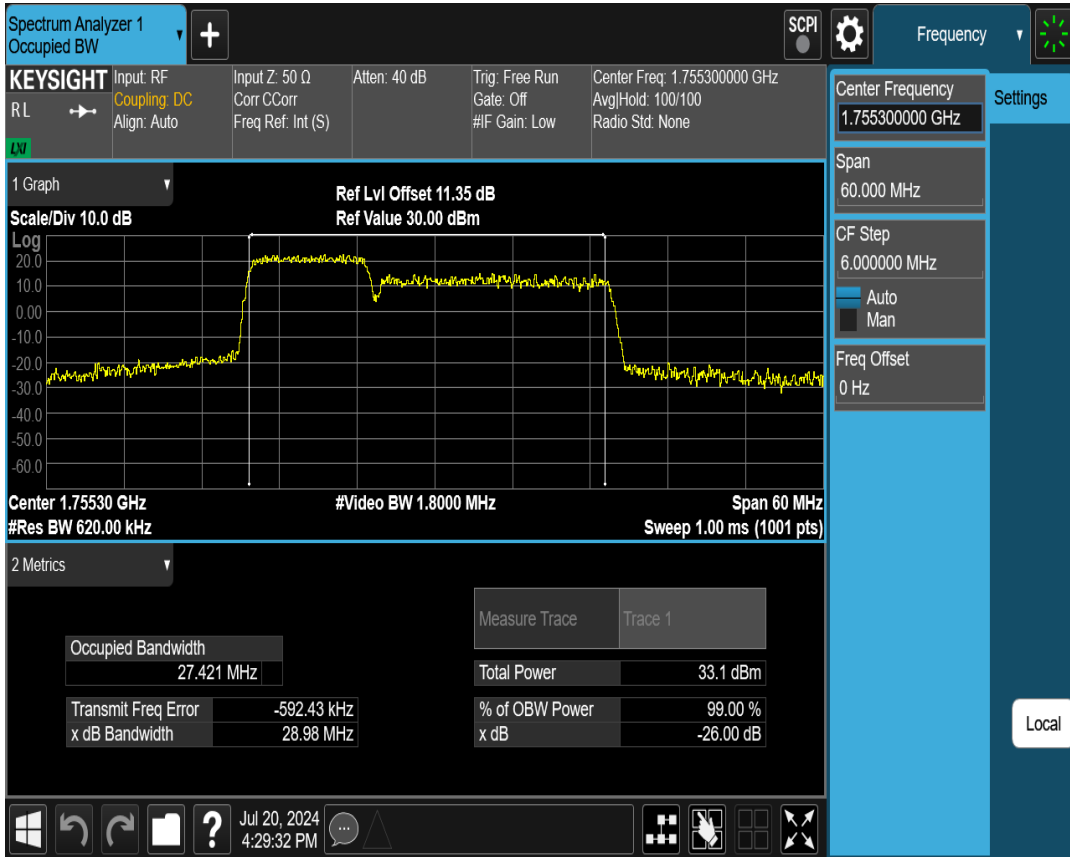 Spectrum Analyzer 1
Occupied BW
+
SCPI
Frequency
KEYSIGHT
RL
LXI
Input: RF
Coupling: DC
Align: Auto
Input Z: 50 Ω
Corr CCorr
Freq Ref: Int (S)
Atten: 40 dB
Trig: Free Run
Gate: Off
#IF Gain: Low
Center Freq: 1.755300000 GHz
Avg|Hold: 100/100
Radio Std: None
Center Frequency
1.755300000 GHz
Settings
Span
60.000 MHz
CF Step
6.000000 MHz
Auto
Man
Freq Offset
0 Hz
Local
1 Graph
Ref Lvl Offset 11.35 dB
Scale/Div 10.0 dB
Ref Value 30.00 dBm
Log
20.0
10.0
0.00
-10.0
-20.0
-30.0
-40.0
-50.0
-60.0
Center 1.75530 GHz
#Video BW 1.8000 MHz
Span 60 MHz
#Res BW 620.00 kHz
Sweep 1.00 ms (1001 pts)
2 Metrics
Measure Trace
Trace 1
Occupied Bandwidth
27.421 MHz
Total Power
33.1 dBm
Transmit Freq Error
-592.43 kHz
% of OBW Power
99.00 %
x dB Bandwidth
28.98 MHz
x dB
-26.00 dB
?
Jul 20, 2024
4:29:32 PM